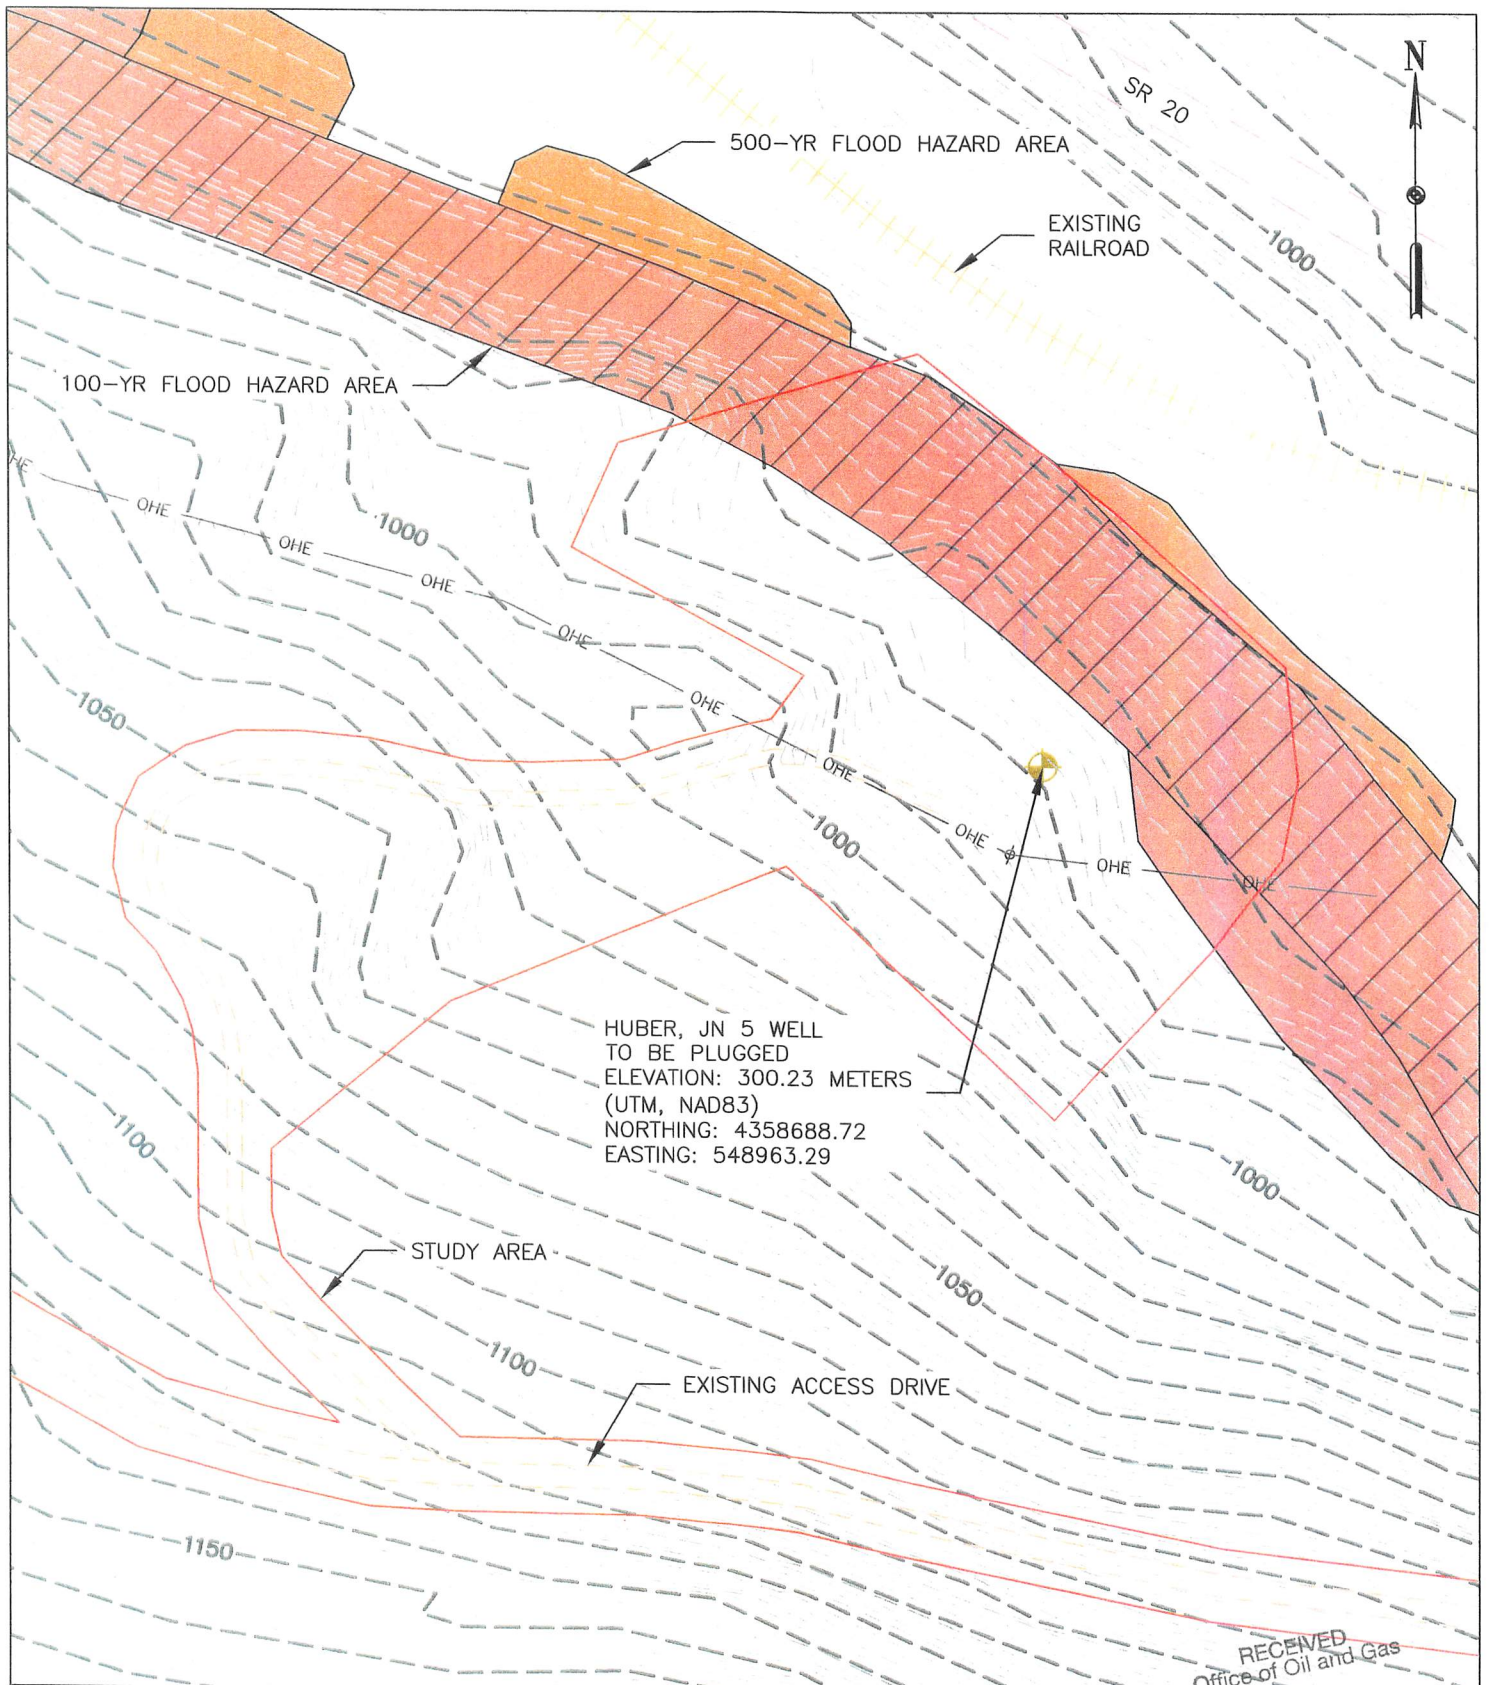 N
SR 20
500-YR FLOOD HAZARD AREA
EXISTING
RAILROAD
1000
100-YR FLOOD HAZARD AREA
HE
OHE
OHE
1000
OHE
OHE
OHE
1050
OHE
1000
OHE
OHE
OHE
HUBER, JN 5 WELL
TO BE PLUGGED
ELEVATION: 300.23 METERS
(UTM, NAD83)
NORTHING: 4358688.72
EASTING: 548963.29
1100
1000
STUDY AREA
1050
1100
EXISTING ACCESS DRIVE
1150
RECEIVED
Office of Oil and Gas